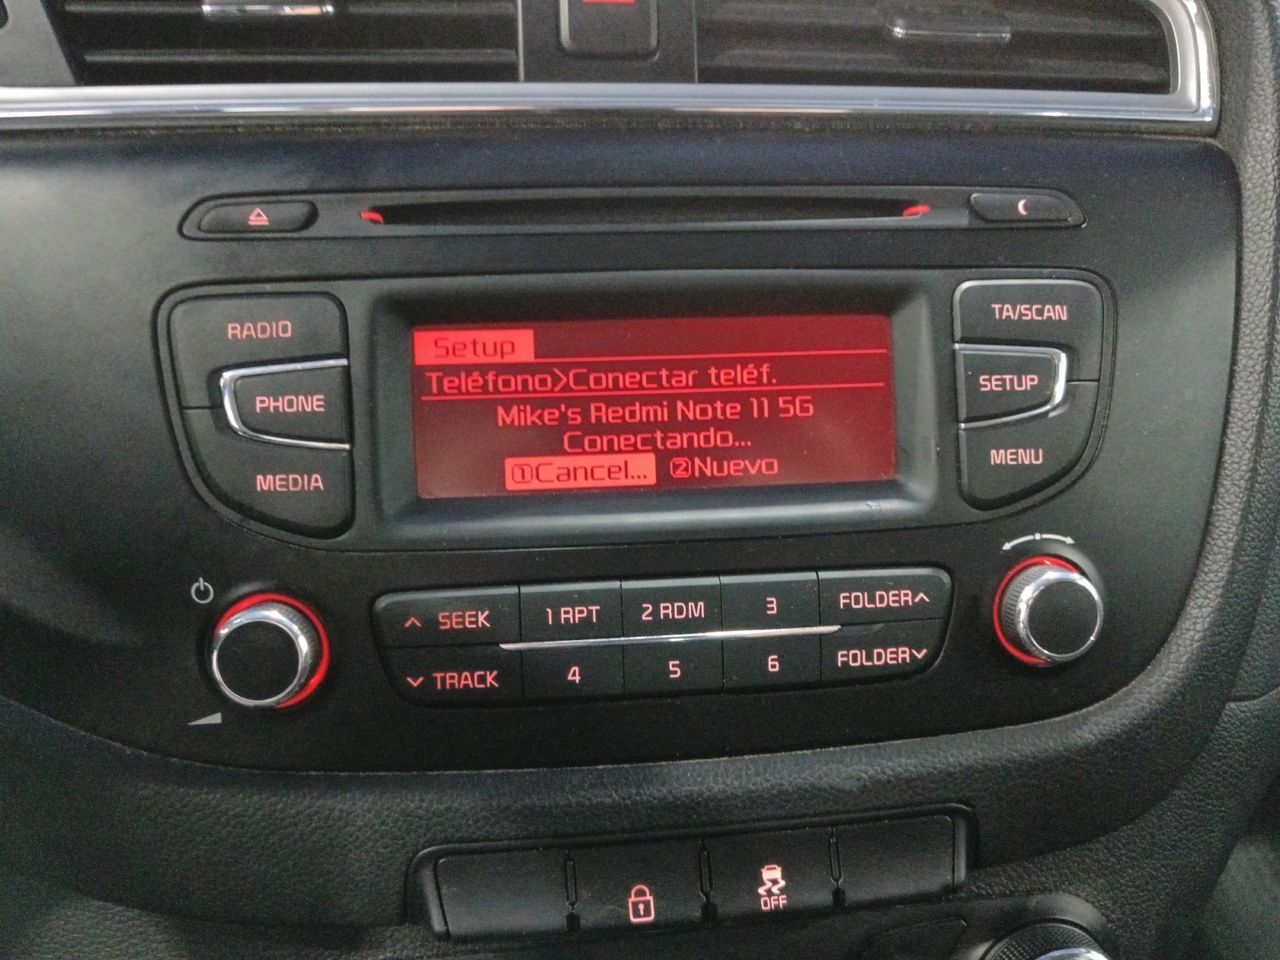 RADIO
PHONE
MEDIA
Setup
Teléfono>Conectar teléf.
Mike's Redmi Note 11 5G
Conectando...
①Cancel... ②Nuevo
TA/SCAN
SETUP
MENU
SEEK
TRACK
1 RPT
2 RDM
3
4
5
6
FOLDER
FOLDER
OFF